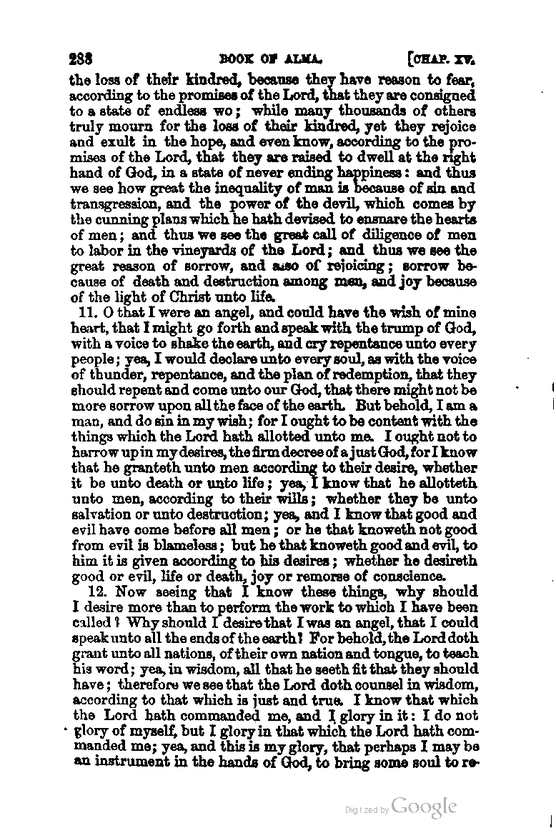 288 BOOK OF ALMA. [CHAP. XV.
the loss of their kindred, because they have reason to fear,
according to the promises of the Lord, that they are consigned
to a state of endless wo; while many thousands of others
truly mourn for the loss of their kindred, yet they rejoice
and exult in the hope, and even know, according to the pro-
mises of the Lord, that they are raised to dwell at the right
hand of God, in a state of never ending happiness: and thus
we see how great the inequality of man is because of sin and
transgression, and the power of the devil, which comes by
the cunning plans which he hath devised to ensnare the hearts
of men; and thus we see the great call of diligence of men
to labor in the vineyards of the Lord; and thus we see the
great reason of sorrow, and also of rejoicing; sorrow be-
cause of death and destruction among men, and joy because
of the light of Christ unto life.
11. O that I were an angel, and could have the wish of mine
heart, that I might go forth and speak with the trump of God,
with a voice to shake the earth, and cry repentance unto every
people; yea, I would declare unto every soul, as with the voice
of thunder, repentance, and the plan of redemption, that they
should repent and come unto our God, that there might not be
more sorrow upon all the face of the earth. But behold, I am a
man, and do sin in my wish; for I ought to be content with the
things which the Lord hath allotted unto me. I ought not to
harrow up in my desires, the firm decree of a just God, for I know
that he granteth unto men according to their desire, whether
it be unto death or unto life; yea, I know that he allotteth
unto men, according to their wills; whether they be unto
salvation or unto destruction; yea, and I know that good and
evil have come before all men; or he that knoweth not good
from evil is blameless; but he that knoweth good and evil, to
him it is given according to his desires; whether he desireth
good or evil, life or death, joy or remorse of conscience.
12. Now seeing that I know these things, why should
I desire more than to perform the work to which I have been
called? Why should I desire that I was an angel, that I could
speak unto all the ends of the earth? For behold, the Lord doth
grant unto all nations, of their own nation and tongue, to teach
his word; yea, in wisdom, all that he seeth fit that they should
have; therefore we see that the Lord doth counsel in wisdom,
according to that which is just and true. I know that which
the Lord hath commanded me, and I glory in it: I do not
glory of myself, but I glory in that which the Lord hath com-
manded me; yea, and this is my glory, that perhaps I may be
an instrument in the hands of God, to bring some soul to re-
Digitized by Google